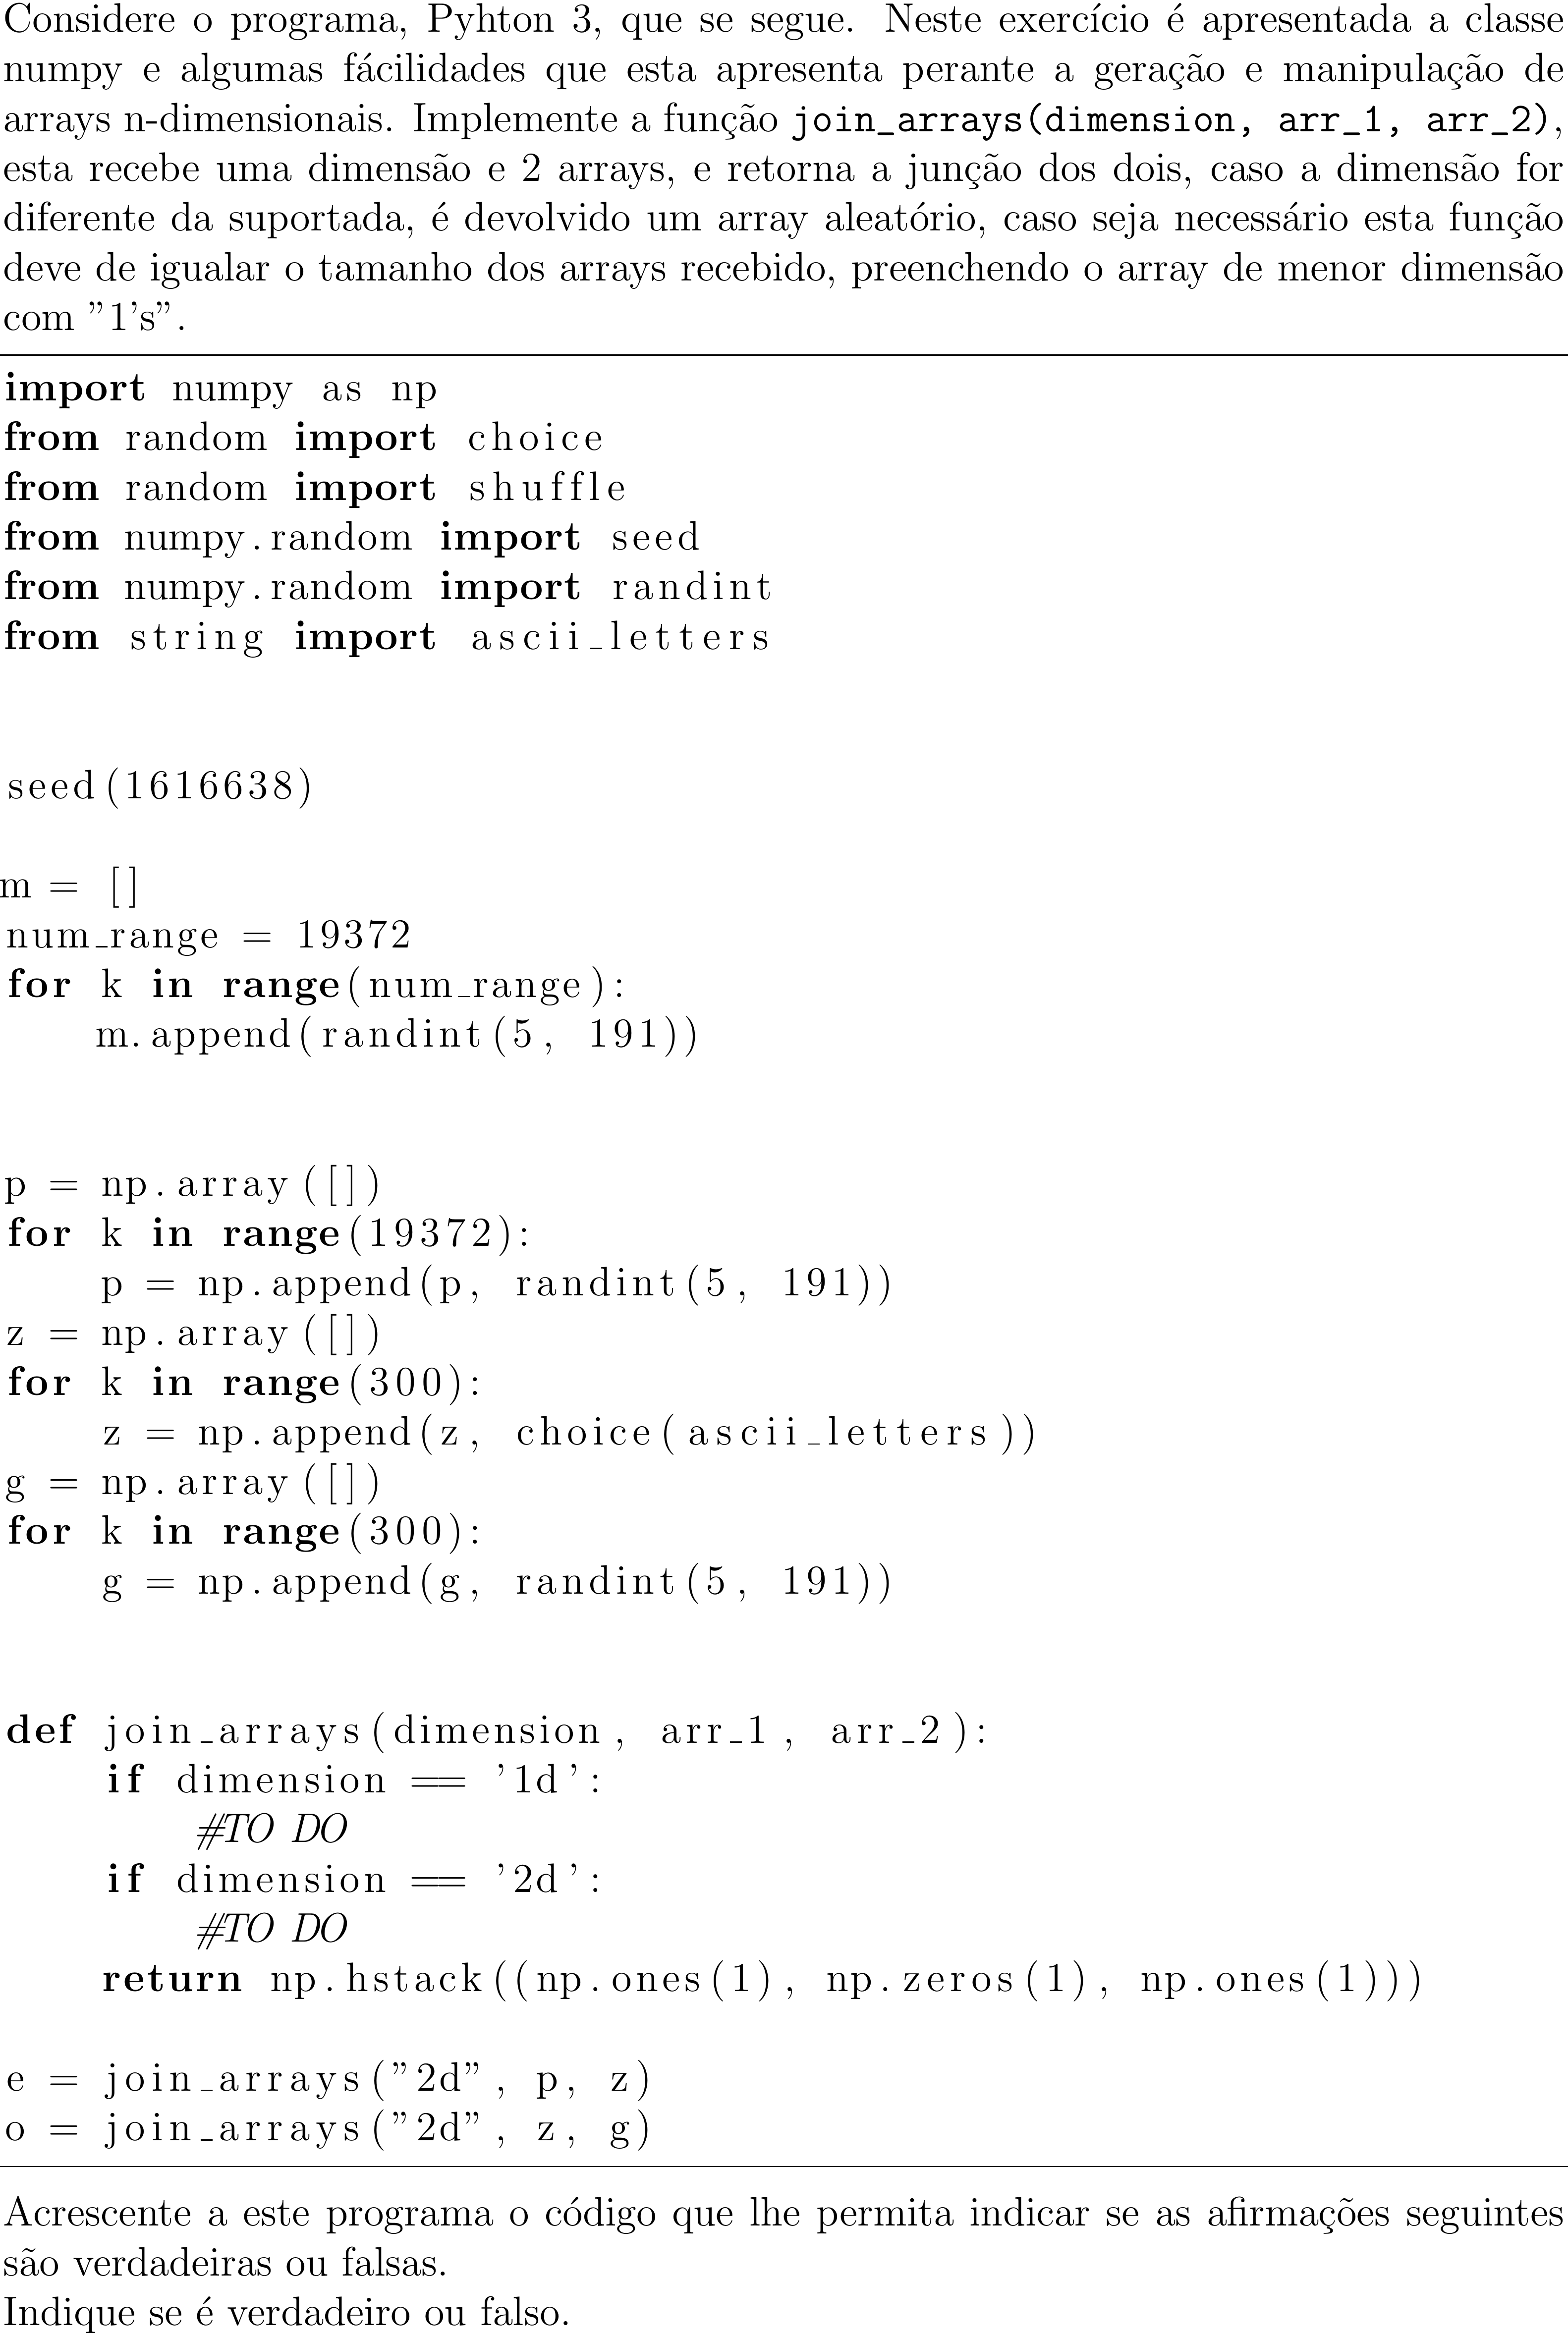 Considere o programa, Pyhton 3, que se segue. Neste exercício é apresentada a classe
numpy e algumas fácilidades que esta apresenta perante a geração e manipulação de
arrays n-dimensionais. Implemente a função join_arrays(dimension, arr_1, arr_2),
esta recebe uma dimensão e 2 arrays, e retorna a junção dos dois, caso a dimensão for
diferente da suportada, é devolvido um array aleatório, caso seja necessário esta função
deve de igualar o tamanho dos arrays recebido, preenchendo o array de menor dimensão
com ”1’s”.
import numpy as np
from random import choice
from random import shuffle
from numpy.random import seed
from numpy.random import randint
from string import ascii_letters
seed(1616638)
m = []
num_range = 19372
for k in range(num_range):
    m.append(randint(5, 191))
p = np.array([])
for k in range(19372):
    p = np.append(p, randint(5, 191))
z = np.array([])
for k in range(300):
    z = np.append(z, choice(ascii_letters))
g = np.array([])
for k in range(300):
    g = np.append(g, randint(5, 191))
def join_arrays(dimension, arr_1, arr_2):
    if dimension == ’1d’:
        #TO DO
    if dimension == ’2d’:
        #TO DO
    return np.hstack((np.ones(1), np.zeros(1), np.ones(1)))
e = join_arrays(”2d”, p, z)
o = join_arrays(”2d”, z, g)
Acrescente a este programa o código que lhe permita indicar se as afirmações seguintes
são verdadeiras ou falsas.
Indique se é verdadeiro ou falso.